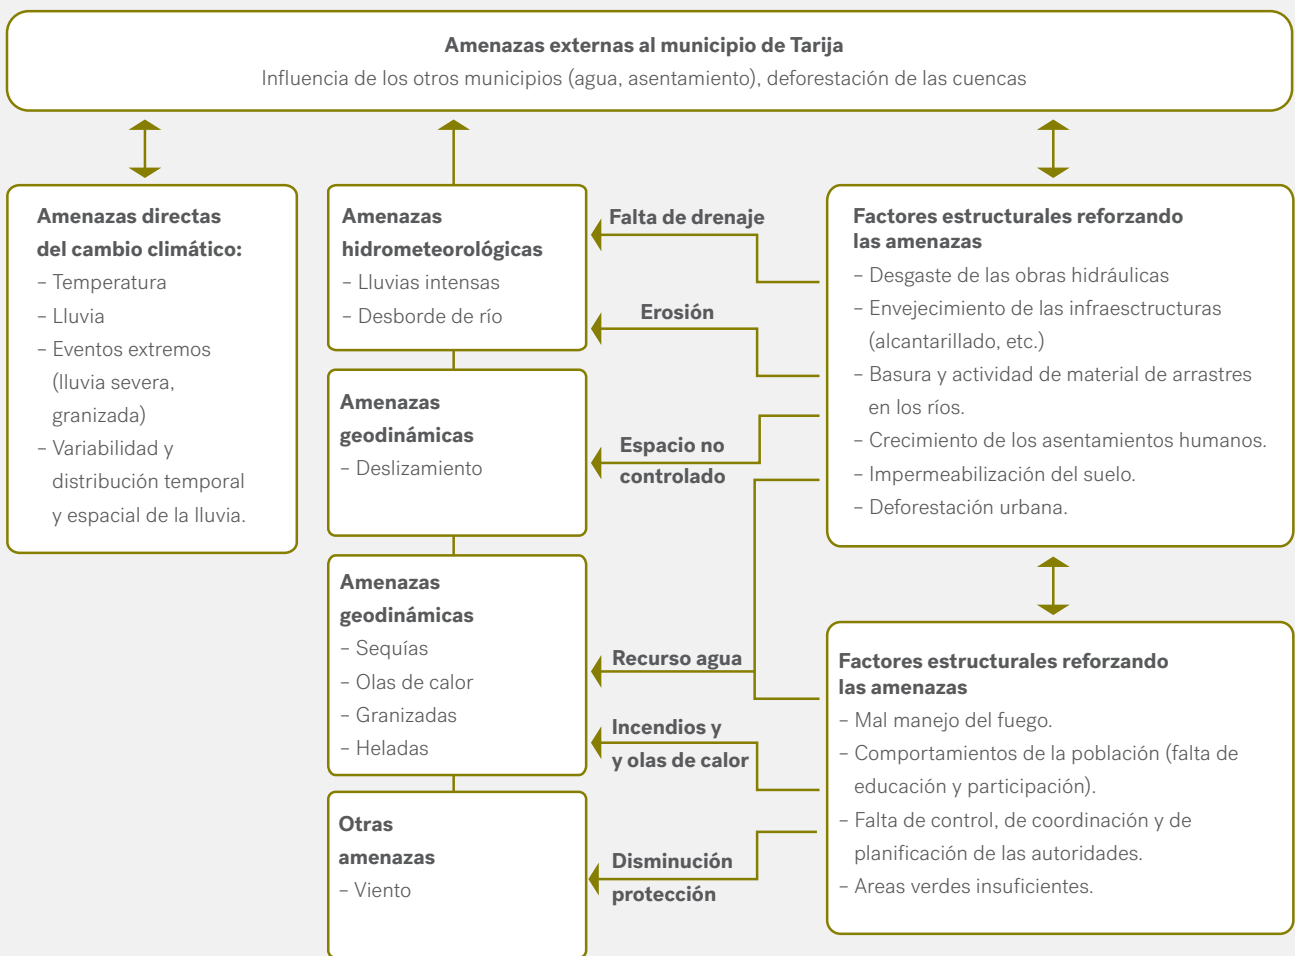 Amenazas externas al municipio de Tarija
Influencia de los otros municipios (agua, asentamiento), deforestación de las cuencas
Amenazas directas
del cambio climático:
– Temperatura
– Lluvia
– Eventos extremos
(lluvia severa,
granizada)
– Variabilidad y
distribución temporal
y espacial de la lluvia.
Amenazas
hidrometeorológicas
– Lluvias intensas
– Desborde de río
Amenazas
geodinámicas
– Deslizamiento
Amenazas
geodinámicas
– Sequías
– Olas de calor
– Granizadas
– Heladas
Otras
amenazas
– Viento
Falta de drenaje
Erosión
Espacio no
controlado
Recurso agua
Incendios y
y olas de calor
Disminución
protección
Factores estructurales reforzando
las amenazas
– Desgaste de las obras hidráulicas
– Envejecimiento de las infraesctructuras
(alcantarillado, etc.)
– Basura y actividad de material de arrastres
en los ríos.
– Crecimiento de los asentamientos humanos.
– Impermeabilización del suelo.
– Deforestación urbana.
Factores estructurales reforzando
las amenazas
– Mal manejo del fuego.
– Comportamientos de la población (falta de
educación y participación).
– Falta de control, de coordinación y de
planificación de las autoridades.
– Areas verdes insuficientes.